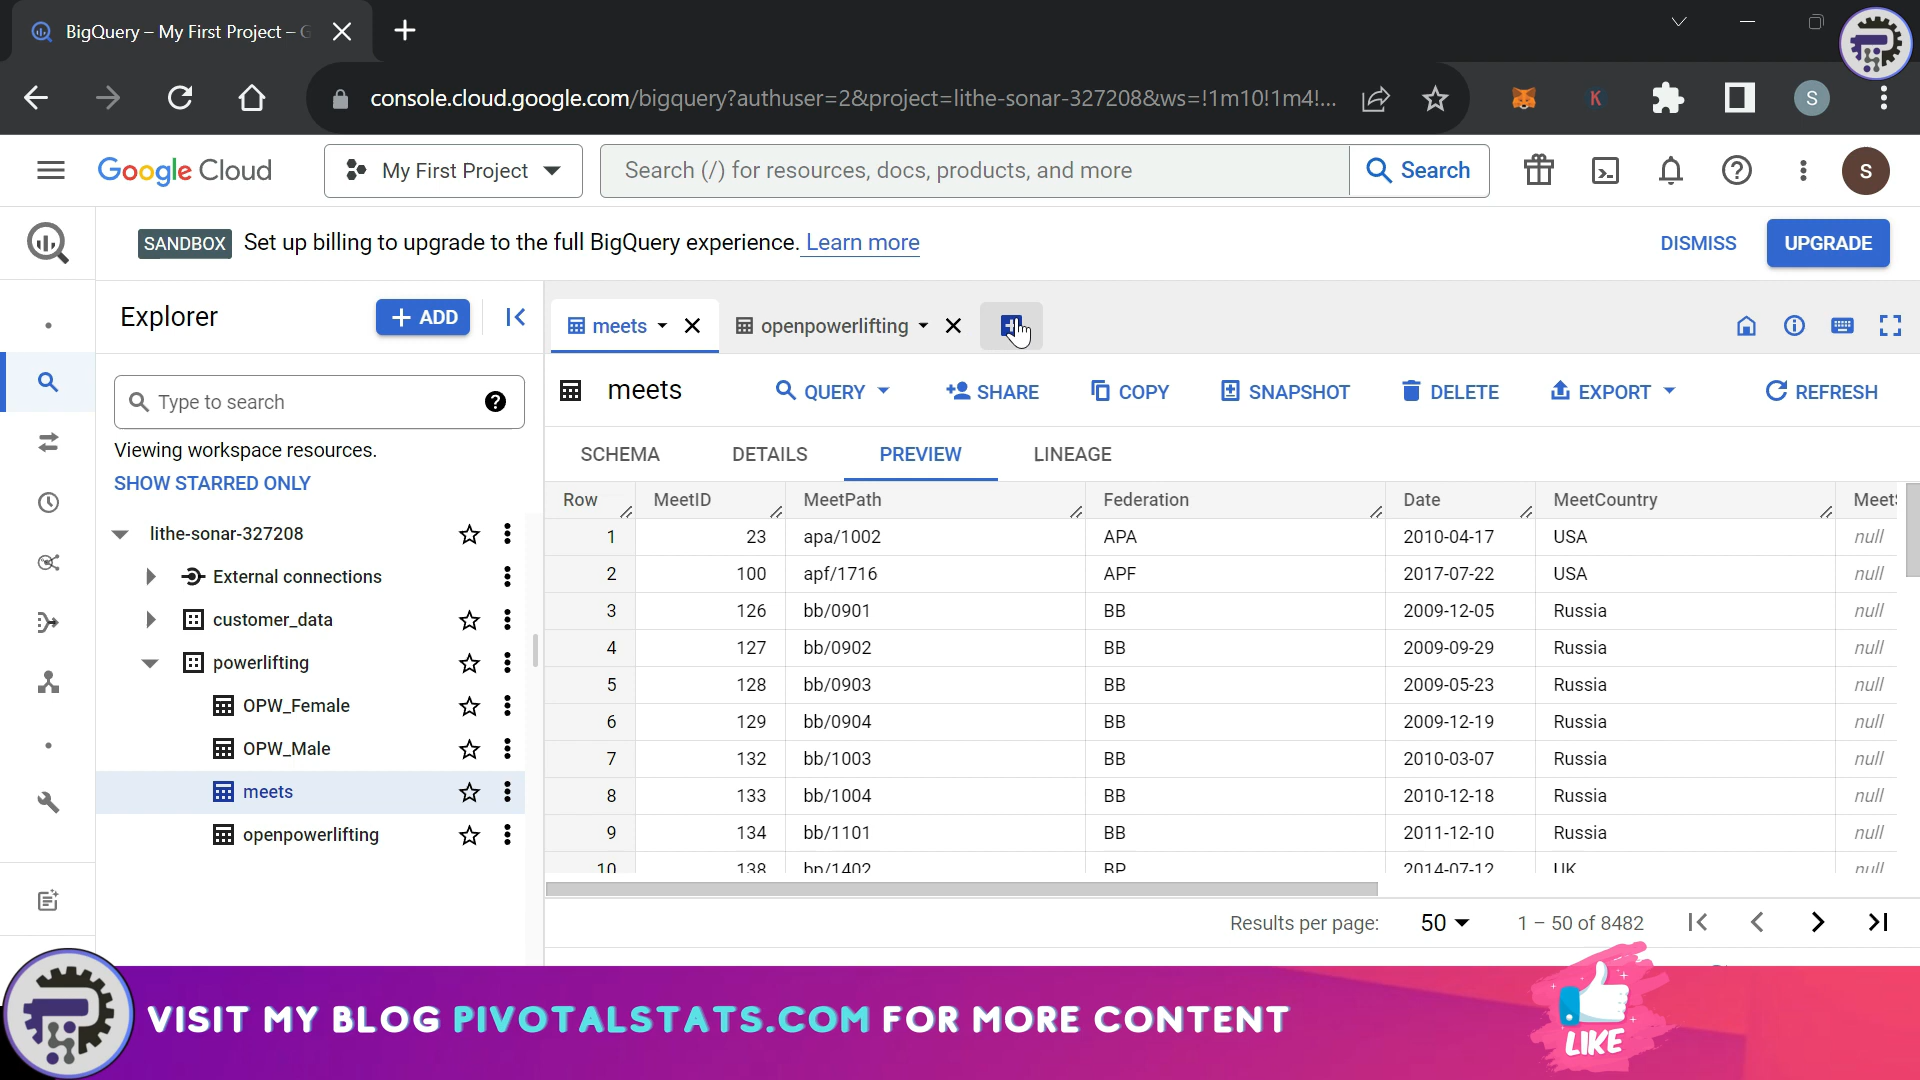 BigQuery – My First Project – G
console.cloud.google.com/bigquery?authuser=2&project=lithe-sonar-327208&ws=!1m10!1m4!...
K
S
Google Cloud
My First Project
Search (/) for resources, docs, products, and more
Search
S
SANDBOX Set up billing to upgrade to the full BigQuery experience. Learn more
DISMISS
UPGRADE
Explorer
+ ADD
meets
openpowerlifting
Type to search
Viewing workspace resources.
SHOW STARRED ONLY
lithe-sonar-327208
External connections
customer_data
powerlifting
OPW_Female
OPW_Male
meets
openpowerlifting
meets
QUERY
SHARE
COPY
SNAPSHOT
DELETE
EXPORT
REFRESH
SCHEMA DETAILS PREVIEW LINEAGE
Row MeetID MeetPath Federation Date MeetCountry
1 23 apa/1002 APA 2010-04-17 USA null
2 100 apf/1716 APF 2017-07-22 USA null
3 126 bb/0901 BB 2009-12-05 Russia null
4 127 bb/0902 BB 2009-09-29 Russia null
5 128 bb/0903 BB 2009-05-23 Russia null
6 129 bb/0904 BB 2009-12-19 Russia null
7 132 bb/1003 BB 2010-03-07 Russia null
8 133 bb/1004 BB 2010-12-18 Russia null
9 134 bb/1101 BB 2011-12-10 Russia null
10 138 bp/1402 BP 2014-07-12 UK null
Results per page: 50 1 – 50 of 8482
VISIT MY BLOG PIVOTALSTATS.COM FOR MORE CONTENT
LIKE